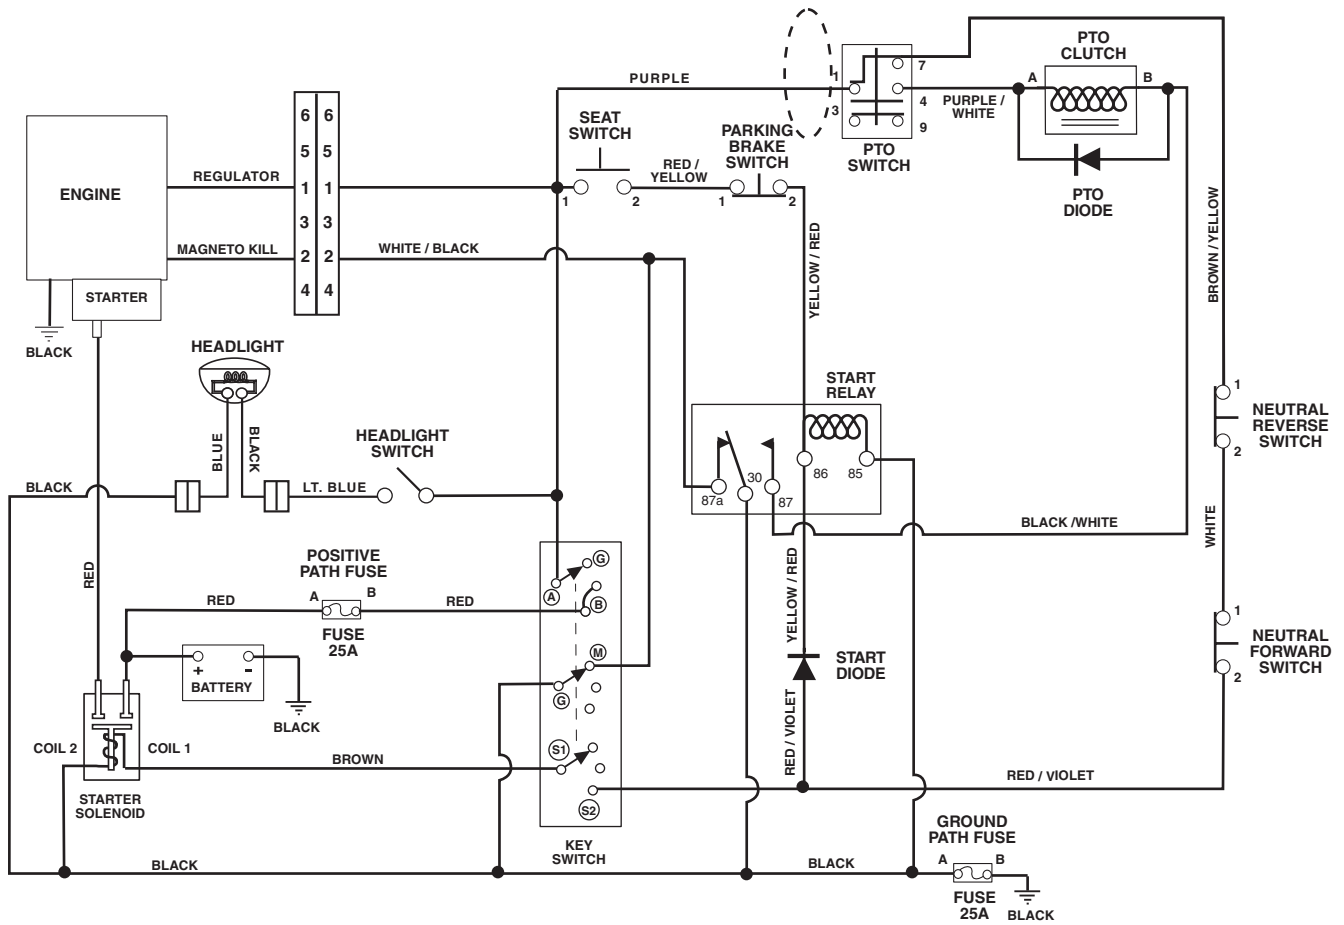 PTO
CLUTCH
A
B
PURPLE
1
7
PURPLE /
WHITE
4
3
9
PTO
SWITCH
PTO
DIODE
SEAT
SWITCH
PARKING
BRAKE
SWITCH
RED /
YELLOW
1
2
1
2
ENGINE
REGULATOR
MAGNETO KILL
6 6
5 5
1 1
3 3
2 2
4 4
WHITE / BLACK
STARTER
BLACK
YELLOW / RED
BROWN / YELLOW
HEADLIGHT
BLUE
BLACK
HEADLIGHT
SWITCH
BLACK
LT. BLUE
START
RELAY
86
85
30
87a
87
BLACK /WHITE
1
NEUTRAL
REVERSE
SWITCH
2
WHITE
RED
POSITIVE
PATH FUSE
RED
A
B
RED
FUSE
25A
+
-
BATTERY
BLACK
G
A
B
M
G
S1
S2
KEY
SWITCH
YELLOW / RED
START
DIODE
RED / VIOLET
RED / VIOLET
1
NEUTRAL
FORWARD
SWITCH
2
COIL 2
COIL 1
BROWN
STARTER
SOLENOID
BLACK
BLACK
GROUND
PATH FUSE
A
B
FUSE
25A
BLACK